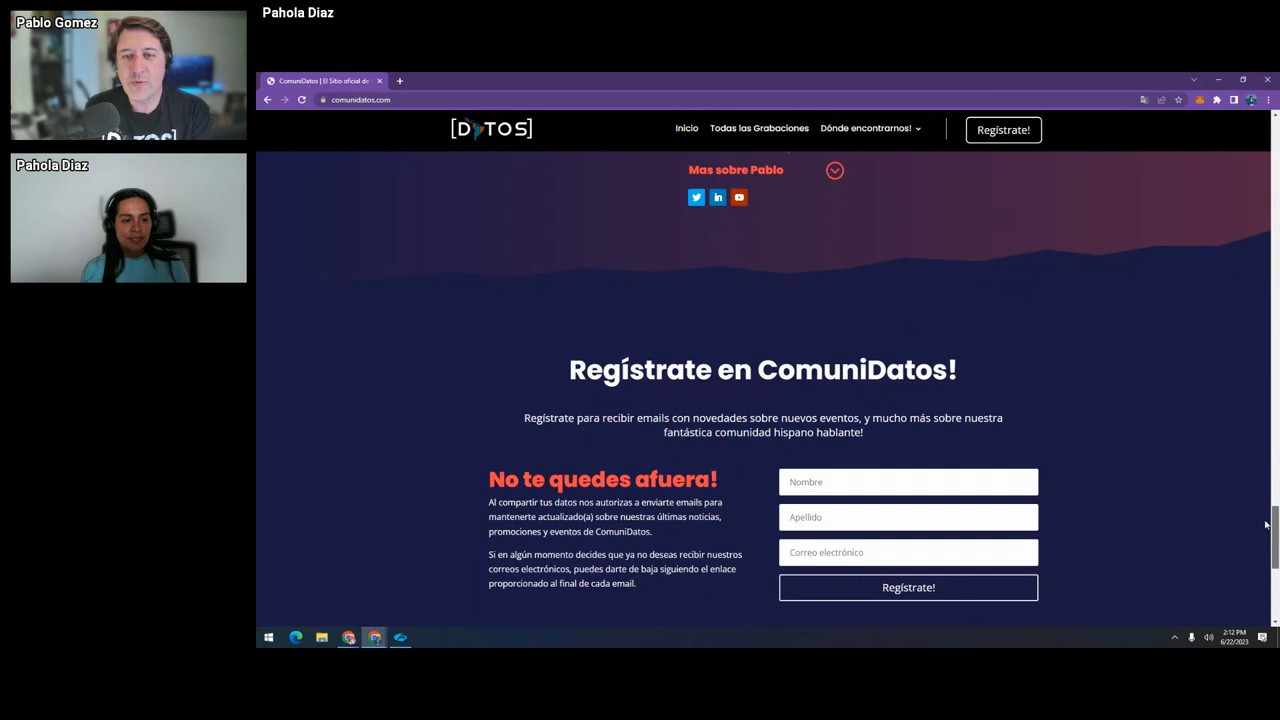 Pablo Gomez
Pahola Diaz
Pahola Diaz
ComuniDatos | El Sitio oficial de
comunidatos.com
[DATOS]
Inicio
Todas las Grabaciones
Dónde encontrarnos!
Regístrate!
Mas sobre Pablo
Regístrate en ComuniDatos!
Regístrate para recibir emails con novedades sobre nuevos eventos, y mucho más sobre nuestra
fantástica comunidad hispano hablante!
No te quedes afuera!
Al compartir tus datos nos autorizas a enviarte emails para
mantenerte actualizado(a) sobre nuestras últimas noticias,
promociones y eventos de ComuniDatos.
Si en algún momento decides que ya no deseas recibir nuestros
correos electrónicos, puedes darte de baja siguiendo el enlace
proporcionado al final de cada email.
Nombre
Apellido
Correo electrónico
Regístrate!
2:12 PM
6/22/2023